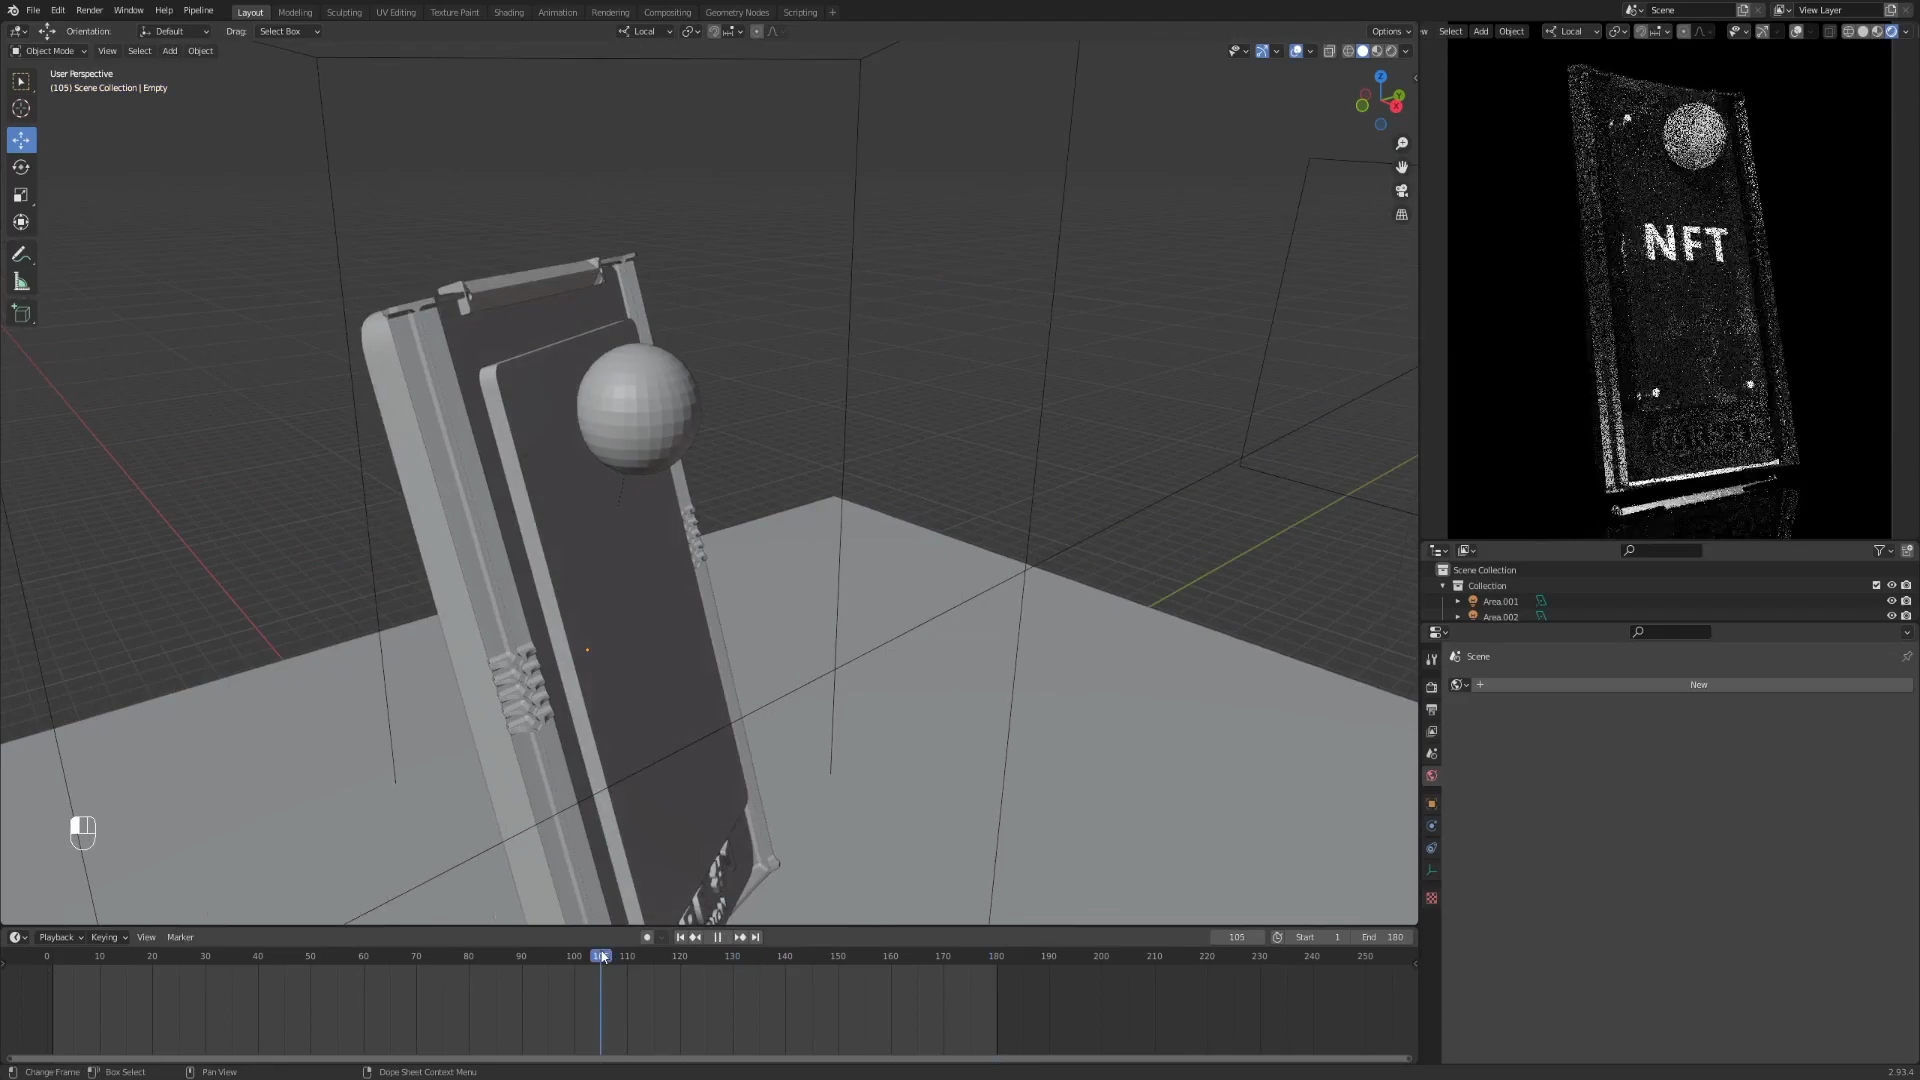 File Edit Render Window Help Pipeline Layout Modeling Sculpting UV Editing Texture Paint Shading Animation Rendering Compositing Geometry Nodes Scripting + Scene View Layer
Orientation: Default Drag: Select Box Local Options Select Add Object Local
Object Mode View Select Add Object
User Perspective
(105) Scene Collection | Empty
Z
Y
X
NFT
Scene Collection
Collection
Area.001
Area.002
Scene
+ New
Playback Keying View Marker 105 Start 1 End 180
0 10 20 30 40 50 60 70 80 90 100 110 120 130 140 150 160 170 180 190 200 210 220 230 240 250
Change Frame Box Select Pan View Dope Sheet Context Menu 2.93.4